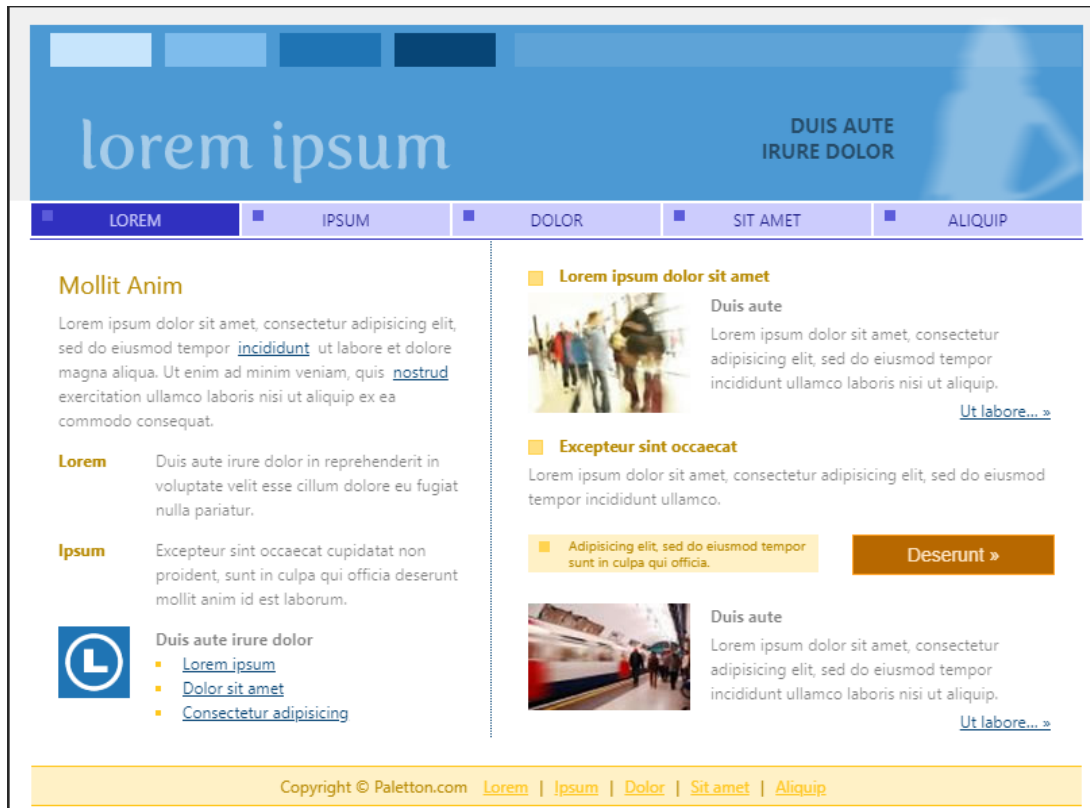 lorem ipsum
DUIS AUTE
IRURE DOLOR
LOREM
IPSUM
DOLOR
SIT AMET
ALIQUIP
Mollit Anim
Lorem ipsum dolor sit amet, consectetur adipisicing elit,
sed do eiusmod tempor incididunt ut labore et dolore
magna aliqua. Ut enim ad minim veniam, quis nostrud
exercitation ullamco laboris nisi ut aliquip ex ea
commodo consequat.
Lorem
Duis aute irure dolor in reprehenderit in
voluptate velit esse cillum dolore eu fugiat
nulla pariatur.
Ipsum
Excepteur sint occaecat cupidatat non
proident, sunt in culpa qui officia deserunt
mollit anim id est laborum.
L
Duis aute irure dolor
Lorem ipsum
Dolor sit amet
Consectetur adipisicing
Lorem ipsum dolor sit amet
Duis aute
Lorem ipsum dolor sit amet, consectetur
adipisicing elit, sed do eiusmod tempor
incididunt ullamco laboris nisi ut aliquip.
Ut labore... »
Excepteur sint occaecat
Lorem ipsum dolor sit amet, consectetur adipisicing elit, sed do eiusmod
tempor incididunt ullamco.
Adipisicing elit, sed do eiusmod tempor
sunt in culpa qui officia.
Deserunt »
Duis aute
Lorem ipsum dolor sit amet, consectetur
adipisicing elit, sed do eiusmod tempor
incididunt ullamco laboris nisi ut aliquip.
Ut labore... »
Copyright © Paletton.com Lorem | Ipsum | Dolor | Sit amet | Aliquip